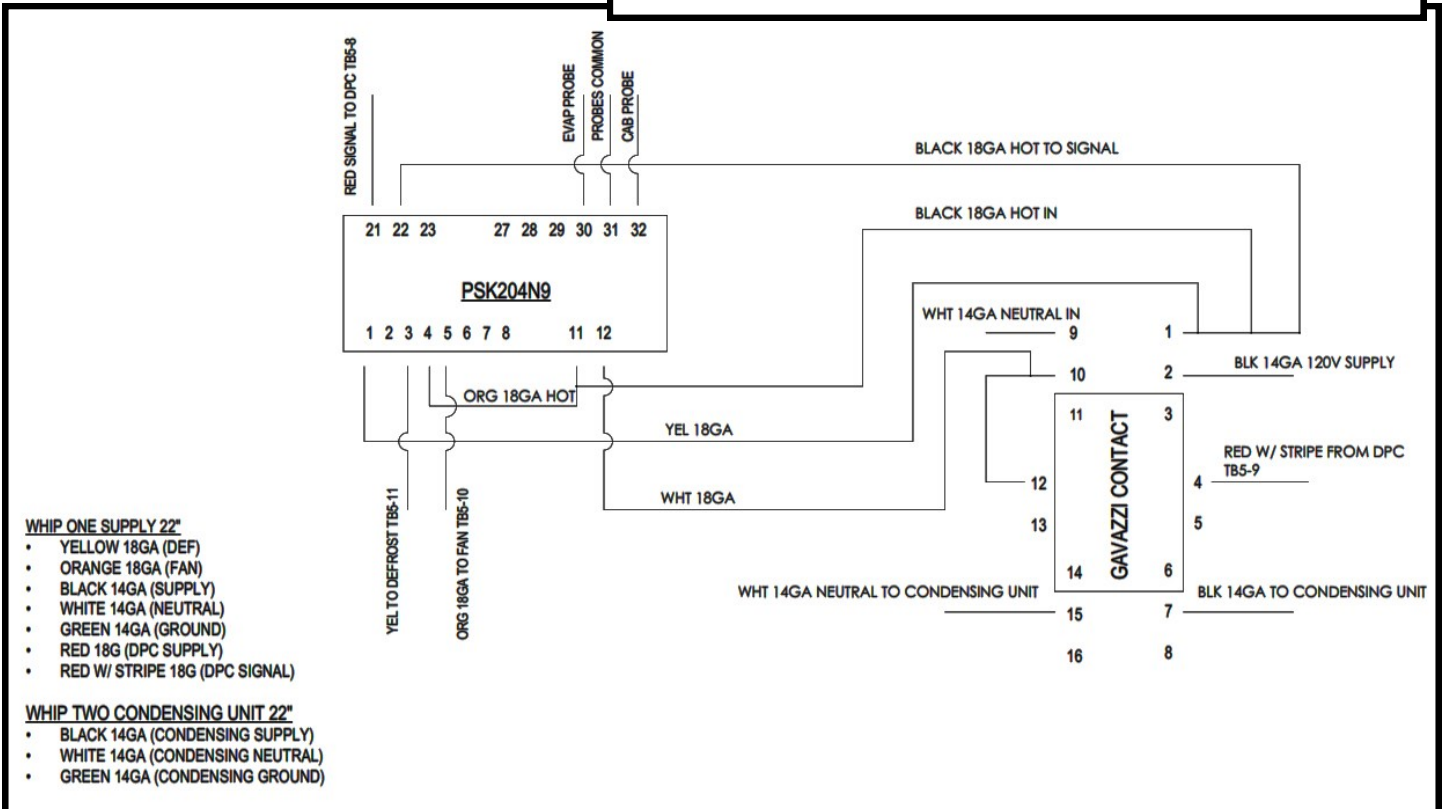 RED SIGNAL TO DPC TB5-8
EVAP PROBE
PROBES COMMON
CAB PROBE
BLACK 18GA HOT TO SIGNAL
BLACK 18GA HOT IN
21 22 23 27 28 29 30 31 32
PSK204N9
1 2 3 4 5 6 7 8 11 12
ORG 18GA HOT
YEL 18GA
WHT 18GA
YEL TO DEFROST TB5-11
ORG 18GA TO FAN TB5-10
WHT 14GA NEUTRAL IN
9 1
BLK 14GA 120V SUPPLY
10 2
11 3
GAVAZZI CONTACT
RED W/ STRIPE FROM DPC
TB5-9
12 4
13 5
14 6
WHT 14GA NEUTRAL TO CONDENSING UNIT
BLK 14GA TO CONDENSING UNIT
15 7
16 8
WHIP ONE SUPPLY 22"
• YELLOW 18GA (DEF)
• ORANGE 18GA (FAN)
• BLACK 14GA (SUPPLY)
• WHITE 14GA (NEUTRAL)
• GREEN 14GA (GROUND)
• RED 18G (DPC SUPPLY)
• RED W/ STRIPE 18G (DPC SIGNAL)
WHIP TWO CONDENSING UNIT 22"
• BLACK 14GA (CONDENSING SUPPLY)
• WHITE 14GA (CONDENSING NEUTRAL)
• GREEN 14GA (CONDENSING GROUND)